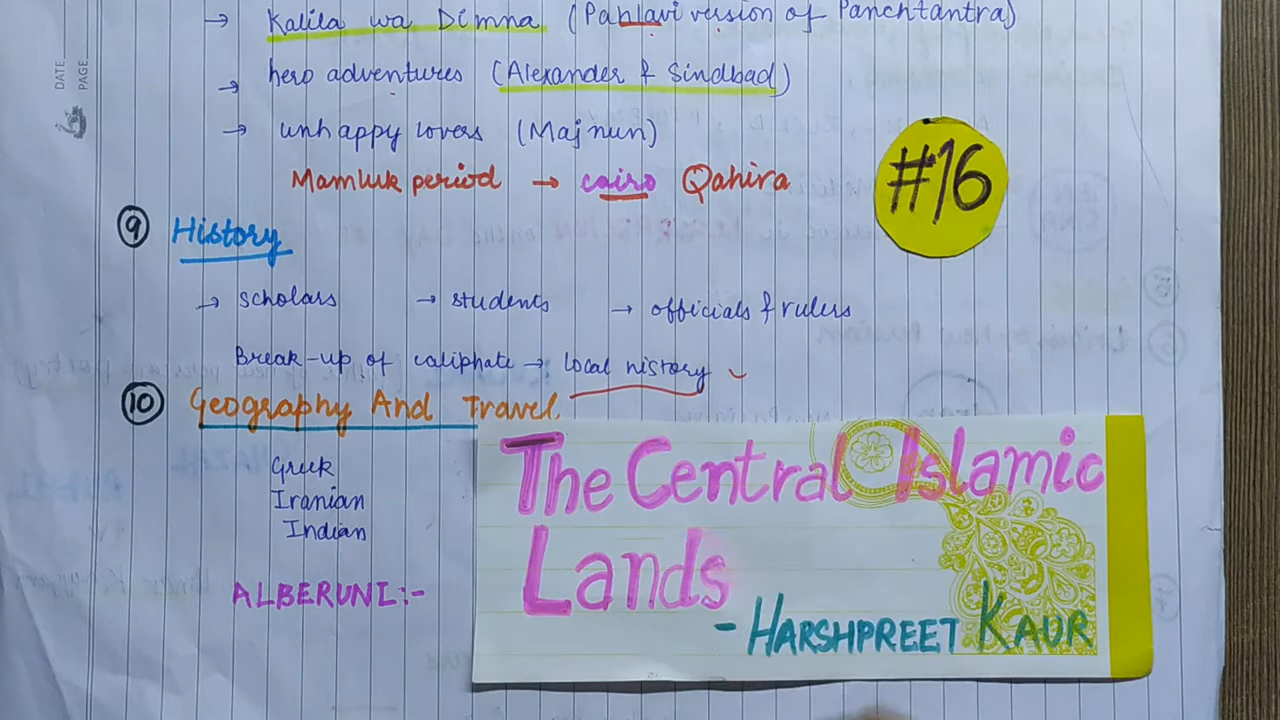 DATE
PAGE
→ Kalila wa Dimna (Pahlavi version of Panchtantra)
→ hero adventures (Alexander & Sindbad)
→ unhappy lovers (Majnun)
Mamluk period → cairo Qahira
#16
9 History
→ scholars → students → officials & rulers
Break-up of caliphate → local history
10 Geography And Travel
Greek
Iranian
Indian
ALBERUNI:-
The Central Islamic
Lands
- HARSHPREET KAUR